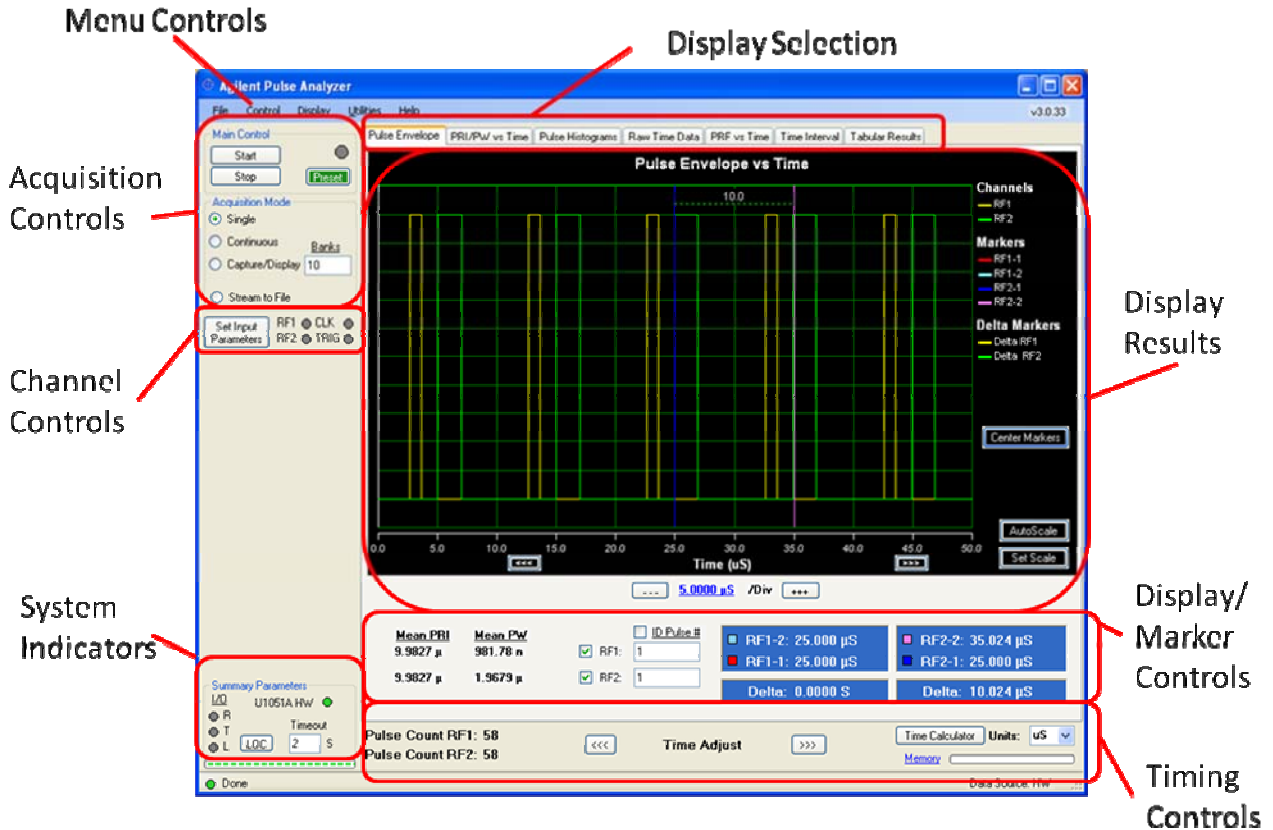 Menu Controls
Display Selection
Agilent Pulse Analyzer
File Control Display Utilities Help
v3.0.33
Main Control
Start
Stop
Preset
Acquisition Mode
Single
Continuous
Banks
Capture/Display 10
Stream to File
Set Input
Parameters
RF1 CLK
RF2 TRIG
Acquisition
Controls
Channel
Controls
System
Indicators
Pulse Envelope PRI/PW vs Time Pulse Histograms Raw Time Data PRF vs Time Time Interval Tabular Results
Pulse Envelope vs Time
10.0
Channels
RF1
RF2
Markers
RF1-1
RF1-2
RF2-1
RF2-2
Delta Markers
Delta RF1
Delta RF2
Center Markers
AutoScale
Set Scale
0.0 5.0 10.0 15.0 20.0 25.0 30.0 35.0 40.0 45.0 50.0
<<< Time (uS) >>>
... 5.0000 µS /Div +++
Display
Results
Mean PRI Mean PW
9.9827 µ 981.78 n
9.9827 µ 1.9679 µ
ID Pulse #
RF1: 1
RF2: 1
RF1-2: 25.000 µS
RF1-1: 25.000 µS
Delta: 0.0000 S
RF2-2: 35.024 µS
RF2-1: 25.000 µS
Delta: 10.024 µS
Display/
Marker
Controls
Summary Parameters
I/O U1051A HW
R
T
L
LOC
Timeout
2 S
Pulse Count RF1: 58
Pulse Count RF2: 58
<<< Time Adjust >>>
Time Calculator Units: uS
Memory
Done
Data Source: HW
Timing
Controls